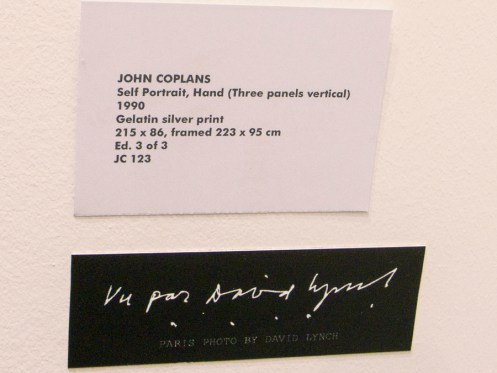 JOHN COPLANS
Self Portrait, Hand (Three panels vertical)
1990
Gelatin silver print
215 x 86, framed 223 x 95 cm
Ed. 3 of 3
JC 123
Vu par David Lynch
PARIS PHOTO BY DAVID LYNCH